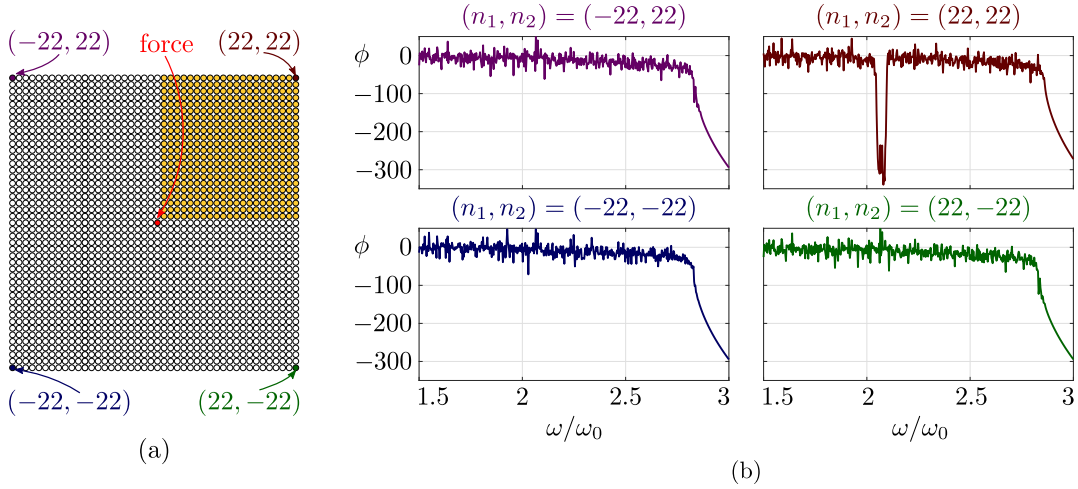 (−22, 22)
force
(22, 22)
(−22, −22)
(22, −22)
(a)
(n₁, n₂) = (−22, 22)
ϕ
0
−100
−200
−300
(n₁, n₂) = (22, 22)
(n₁, n₂) = (−22, −22)
ϕ
0
−100
−200
−300
1.5
2
2.5
3
ω/ω₀
(n₁, n₂) = (22, −22)
1.5
2
2.5
3
ω/ω₀
(b)